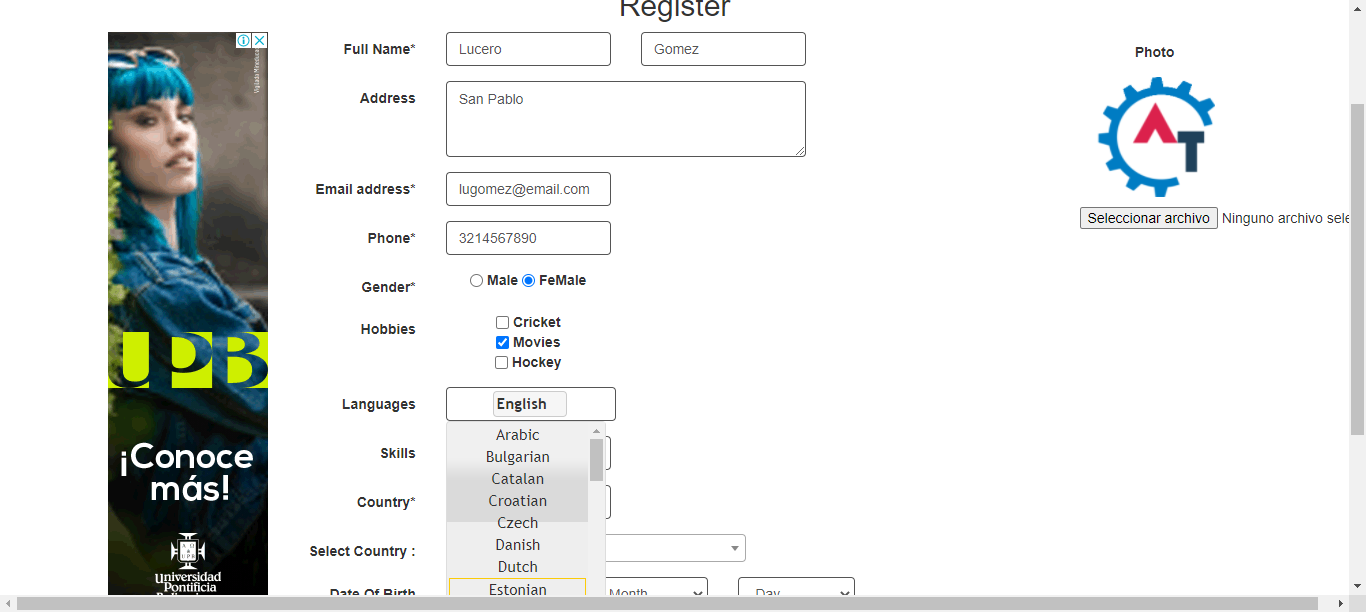 Register
Full Name*
Lucero
Gomez
Photo
Address
San Pablo
Email address*
lugomez@email.com
Phone*
3214567890
Seleccionar archivo
Ninguno archivo sele
Gender*
Male
FeMale
Hobbies
Cricket
Movies
Hockey
Languages
English
Arabic
Bulgarian
Catalan
Croatian
Czech
Danish
Dutch
Estonian
Skills
Country*
Select Country :
Date Of Birth
Month
Day
UPB
¡Conoce
más!
Universidad
Pontificia
AT